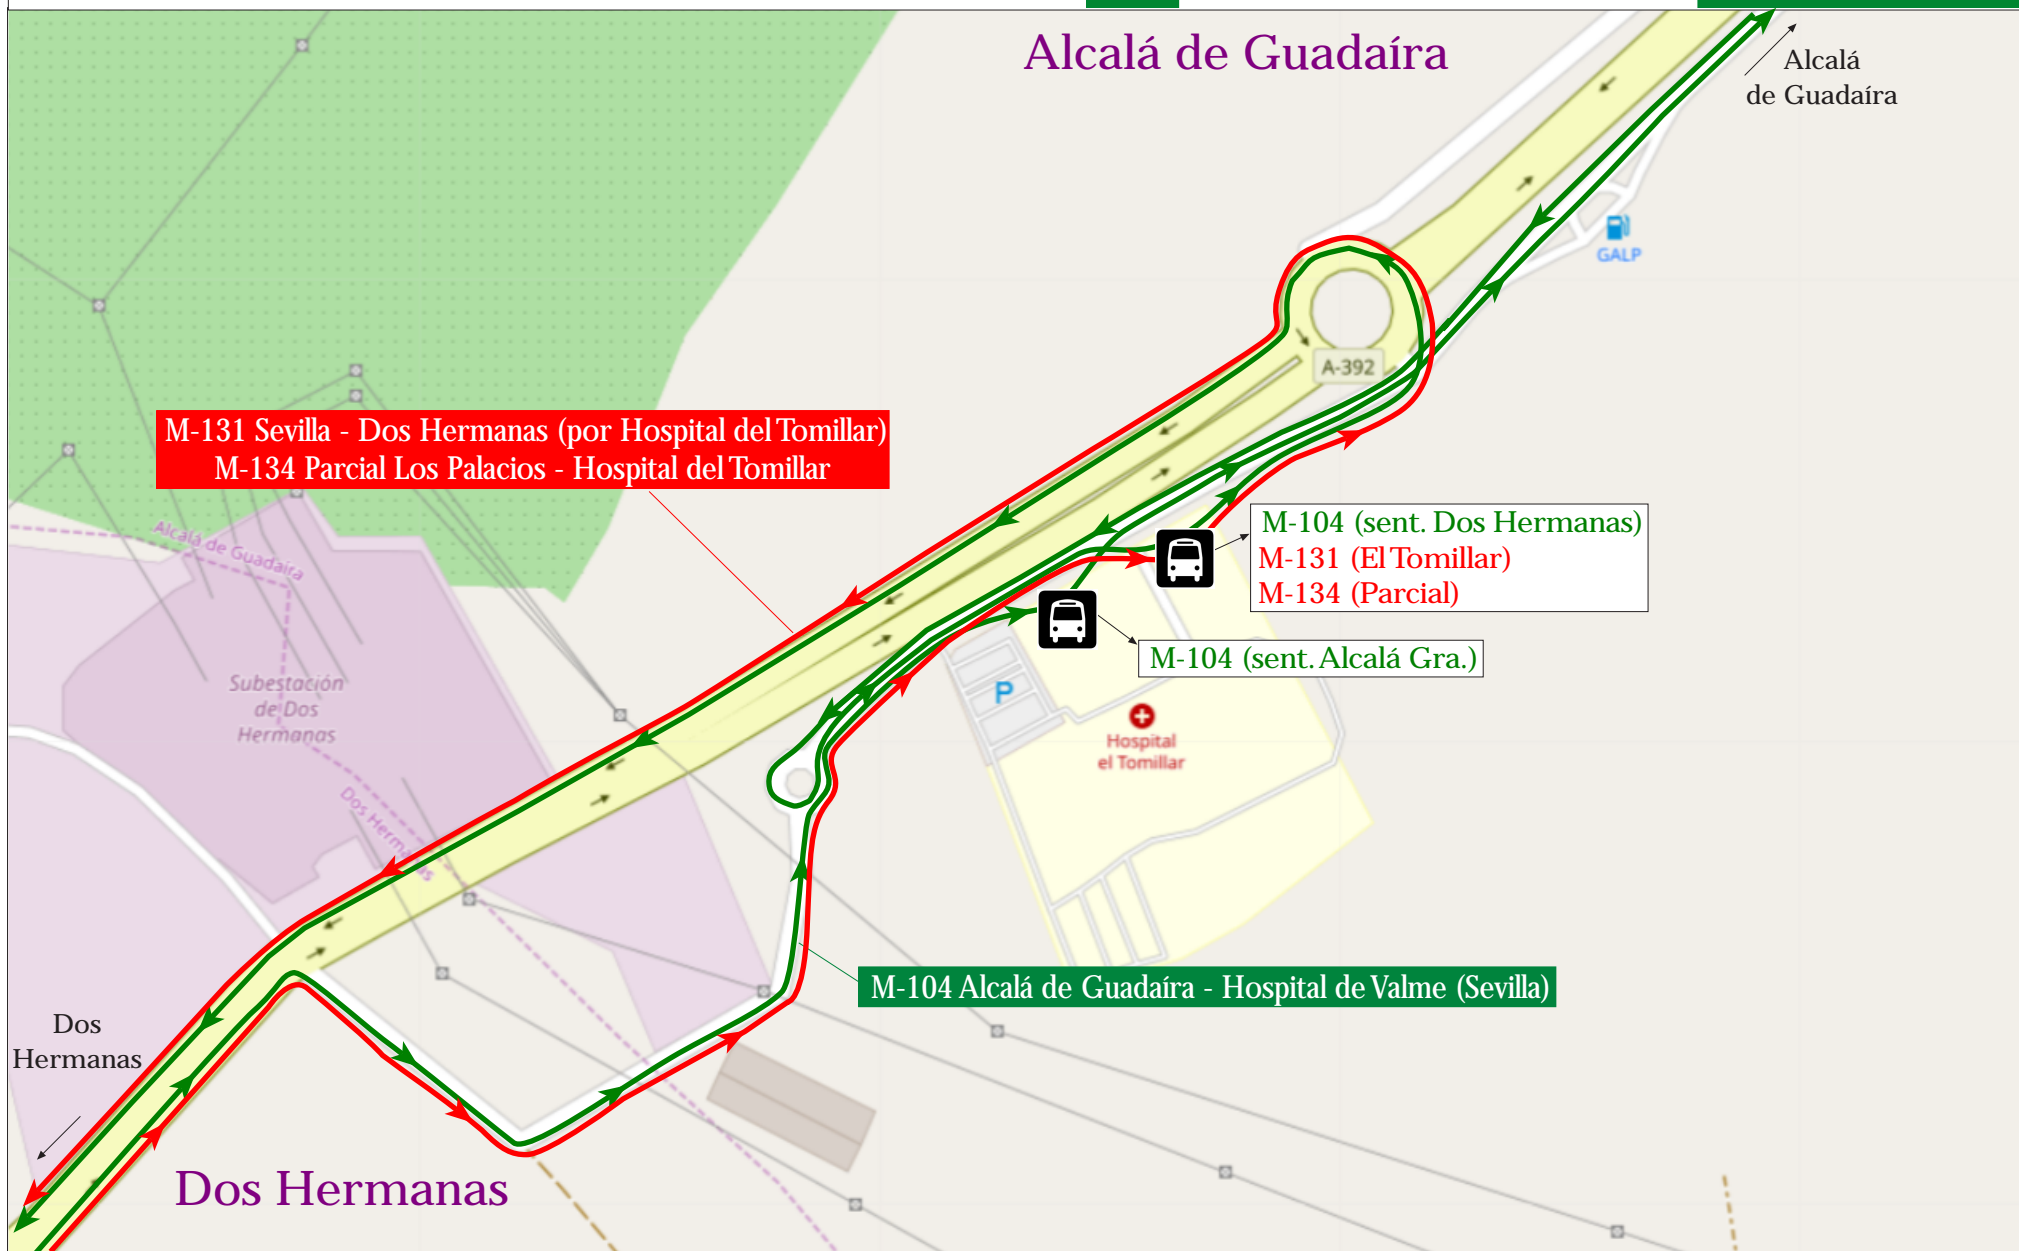 Alcalá de Guadaíra
Alcalá
de Guadaíra
GALP
A-392
M-131 Sevilla - Dos Hermanas (por Hospital del Tomillar)
M-134 Parcial Los Palacios - Hospital del Tomillar
M-104 (sent. Dos Hermanas)
M-131 (El Tomillar)
M-134 (Parcial)
Alcalá de Guadaíra
M-104 (sent. Alcalá Gra.)
Subestación
de Dos
Hermanas
P
Hospital
el Tomillar
Dos Hermanas
M-104 Alcalá de Guadaíra - Hospital de Valme (Sevilla)
Dos
Hermanas
Dos Hermanas